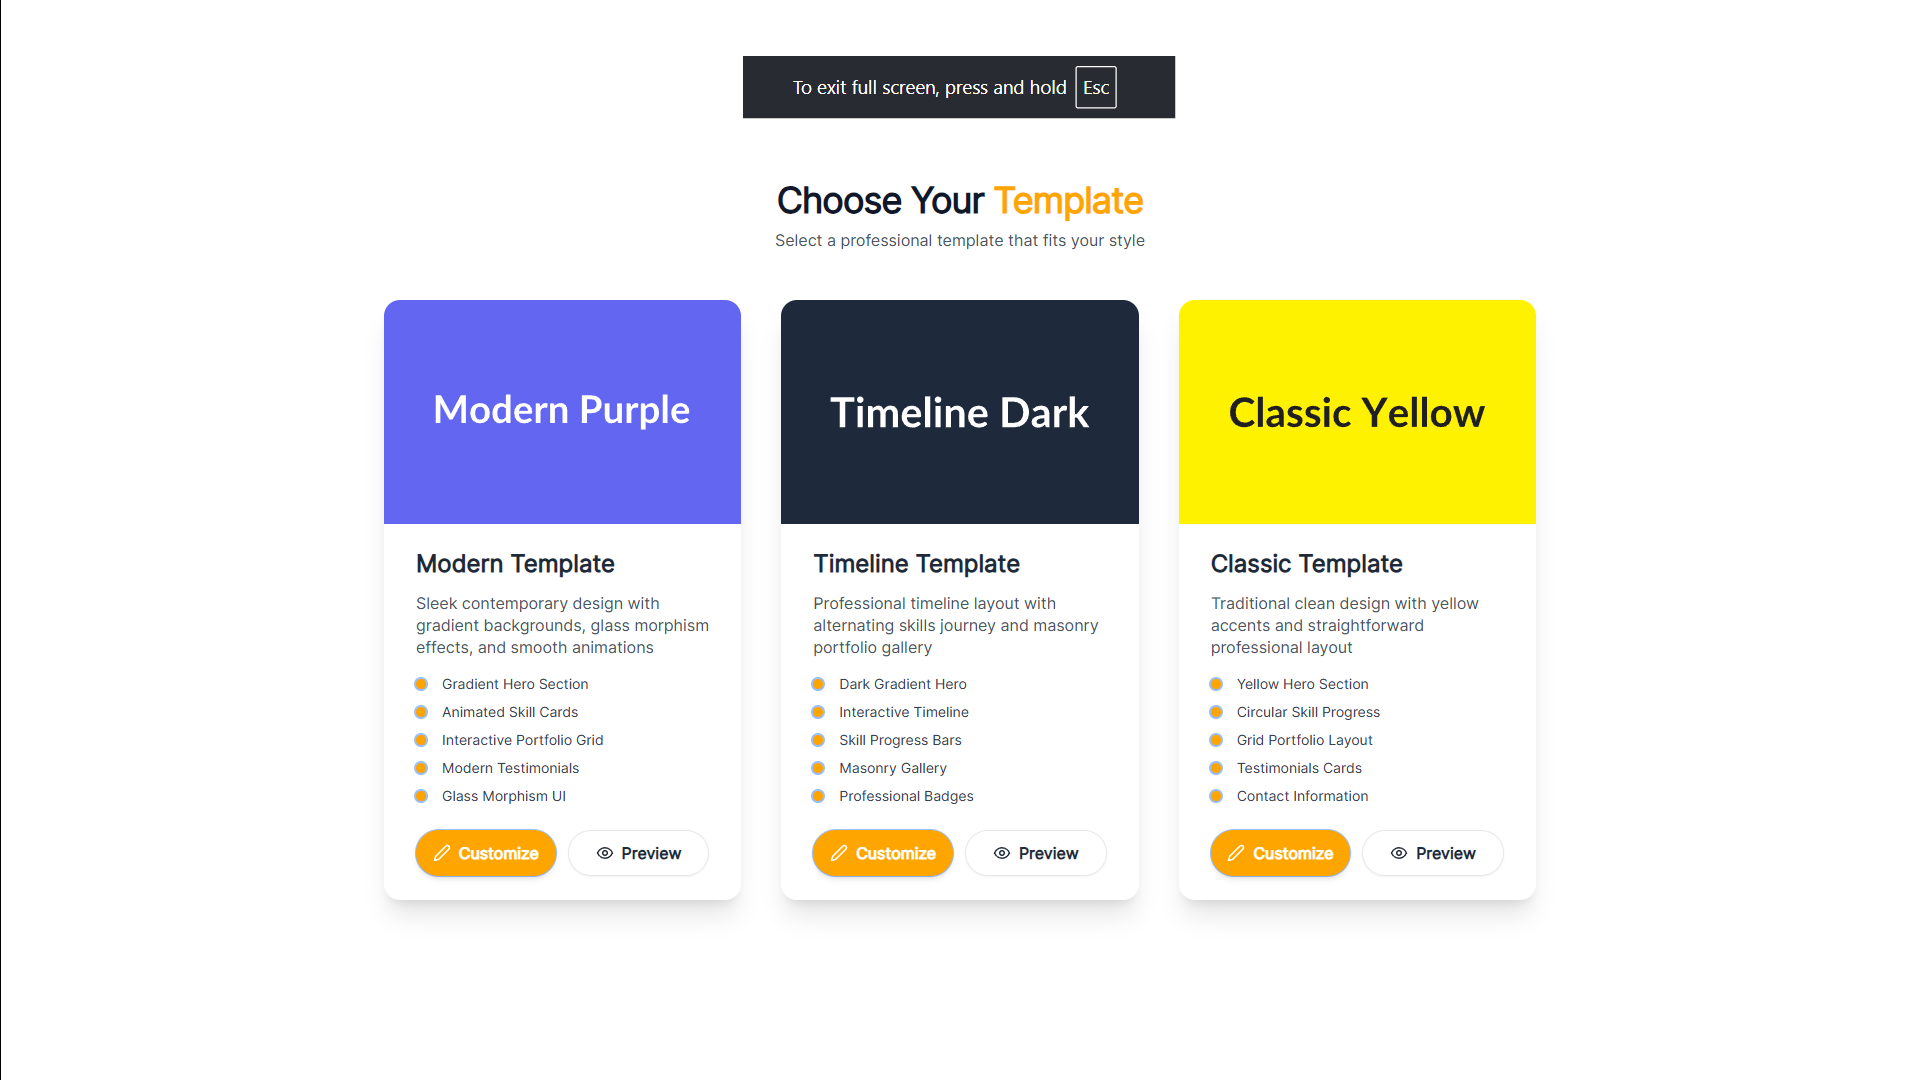 To exit full screen, press and hold Esc
Choose Your Template
Select a professional template that fits your style
Modern Purple
Modern Template
Sleek contemporary design with
gradient backgrounds, glass morphism
effects, and smooth animations
Gradient Hero Section
Animated Skill Cards
Interactive Portfolio Grid
Modern Testimonials
Glass Morphism UI
Customize
Preview
Timeline Dark
Timeline Template
Professional timeline layout with
alternating skills journey and masonry
portfolio gallery
Dark Gradient Hero
Interactive Timeline
Skill Progress Bars
Masonry Gallery
Professional Badges
Customize
Preview
Classic Yellow
Classic Template
Traditional clean design with yellow
accents and straightforward
professional layout
Yellow Hero Section
Circular Skill Progress
Grid Portfolio Layout
Testimonials Cards
Contact Information
Customize
Preview